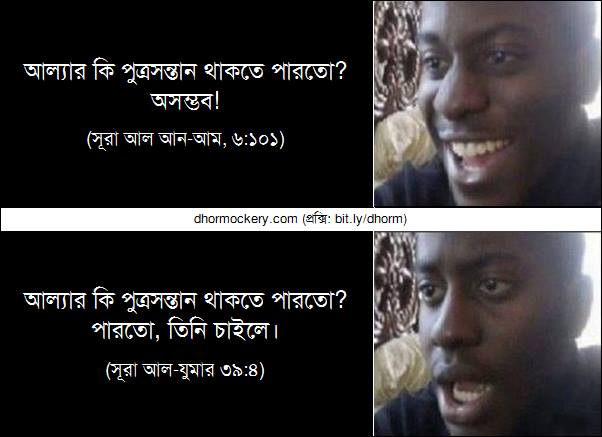 আল্যার কি পুত্রসন্তান থাকতে পারতো?
অসম্ভব!
(সূরা আল আন-আম, ৬:১০১)
dhormockery.com (প্রক্সি: bit.ly/dhorm)
আল্যার কি পুত্রসন্তান থাকতে পারতো?
পারতো, তিনি চাইলে।
(সূরা আল-যুমার ৩৯:৪)